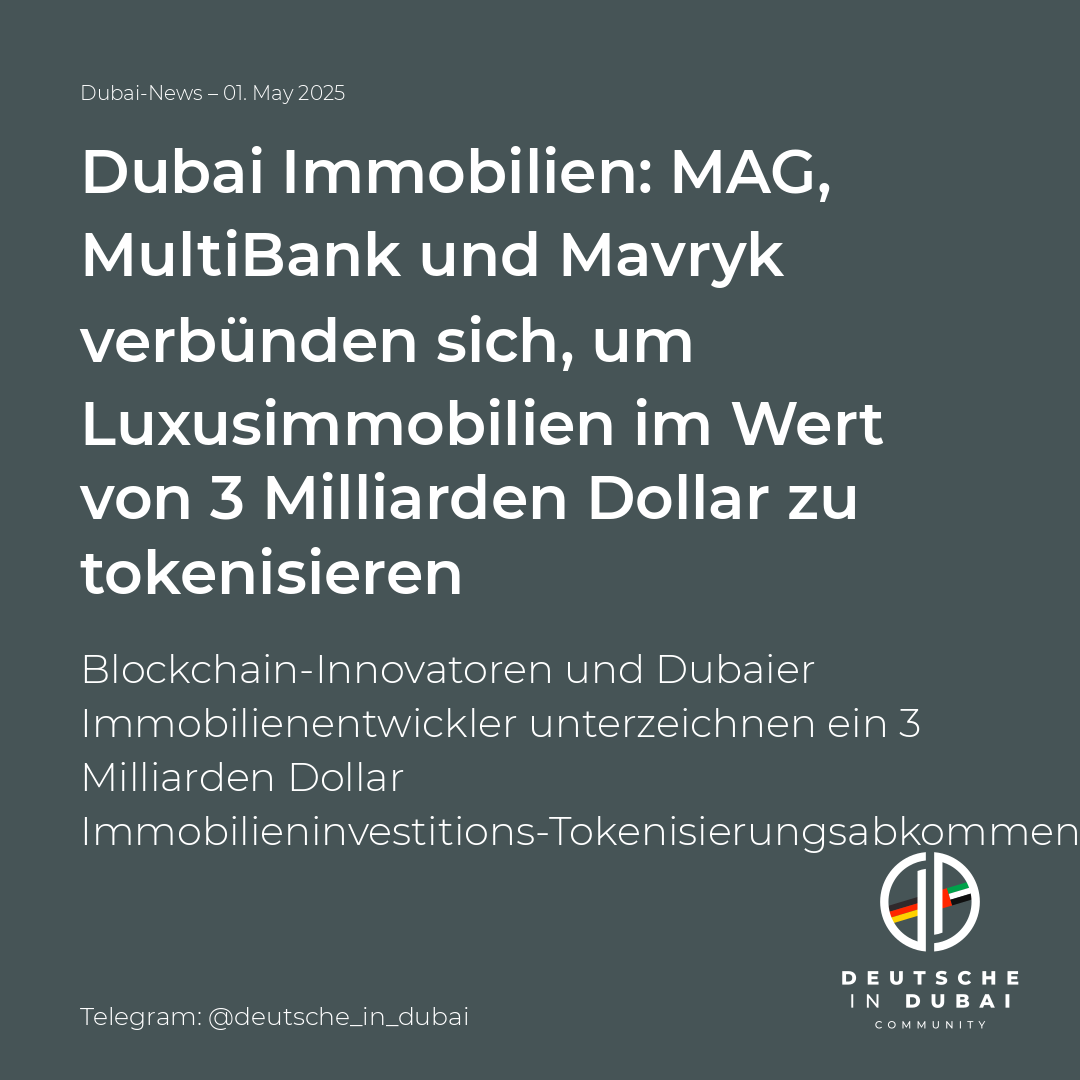 Dubai-News – 01. May 2025
Dubai Immobilien: MAG,
MultiBank und Mavryk
verbünden sich, um
Luxusimmobilien im Wert
von 3 Milliarden Dollar zu
tokenisieren
Blockchain-Innovatoren und Dubaier
Immobilienentwickler unterzeichnen ein 3
Milliarden Dollar
Immobilieninvestitions-Tokenisierungsabkommen
DEUTSCHE
IN DUBAI
COMMUNITY
Telegram: @deutsche_in_dubai